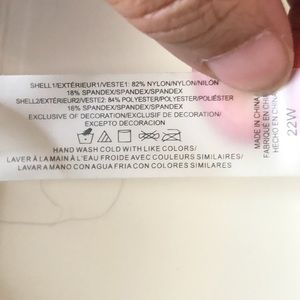 SHELL1/EXTÉRIEUR1/VESTE1: 82% NYLON/NYLON/NILÓN
18% SPANDEX/SPANDEX/SPANDEX
SHELL2/EXTÉRIEUR2/VESTE2: 84% POLYESTER/POLYESTER/POLIÉSTER
16% SPANDEX/SPANDEX/SPANDEX
EXCLUSIVE OF DECORATION/EXCLUSIF DE DECORATION/
EXCEPTO DECORACION
HAND WASH COLD WITH LIKE COLORS/
LAVER À LA MAIN À L'EAU FROIDE AVEC COULEURS SIMILAIRES/
LAVAR A MANO CON AGUA FRIA CON COLORES SIMILARES
MADE IN CHINA/
FABRIQUÉ EN
HECHO EN CHINA
22W